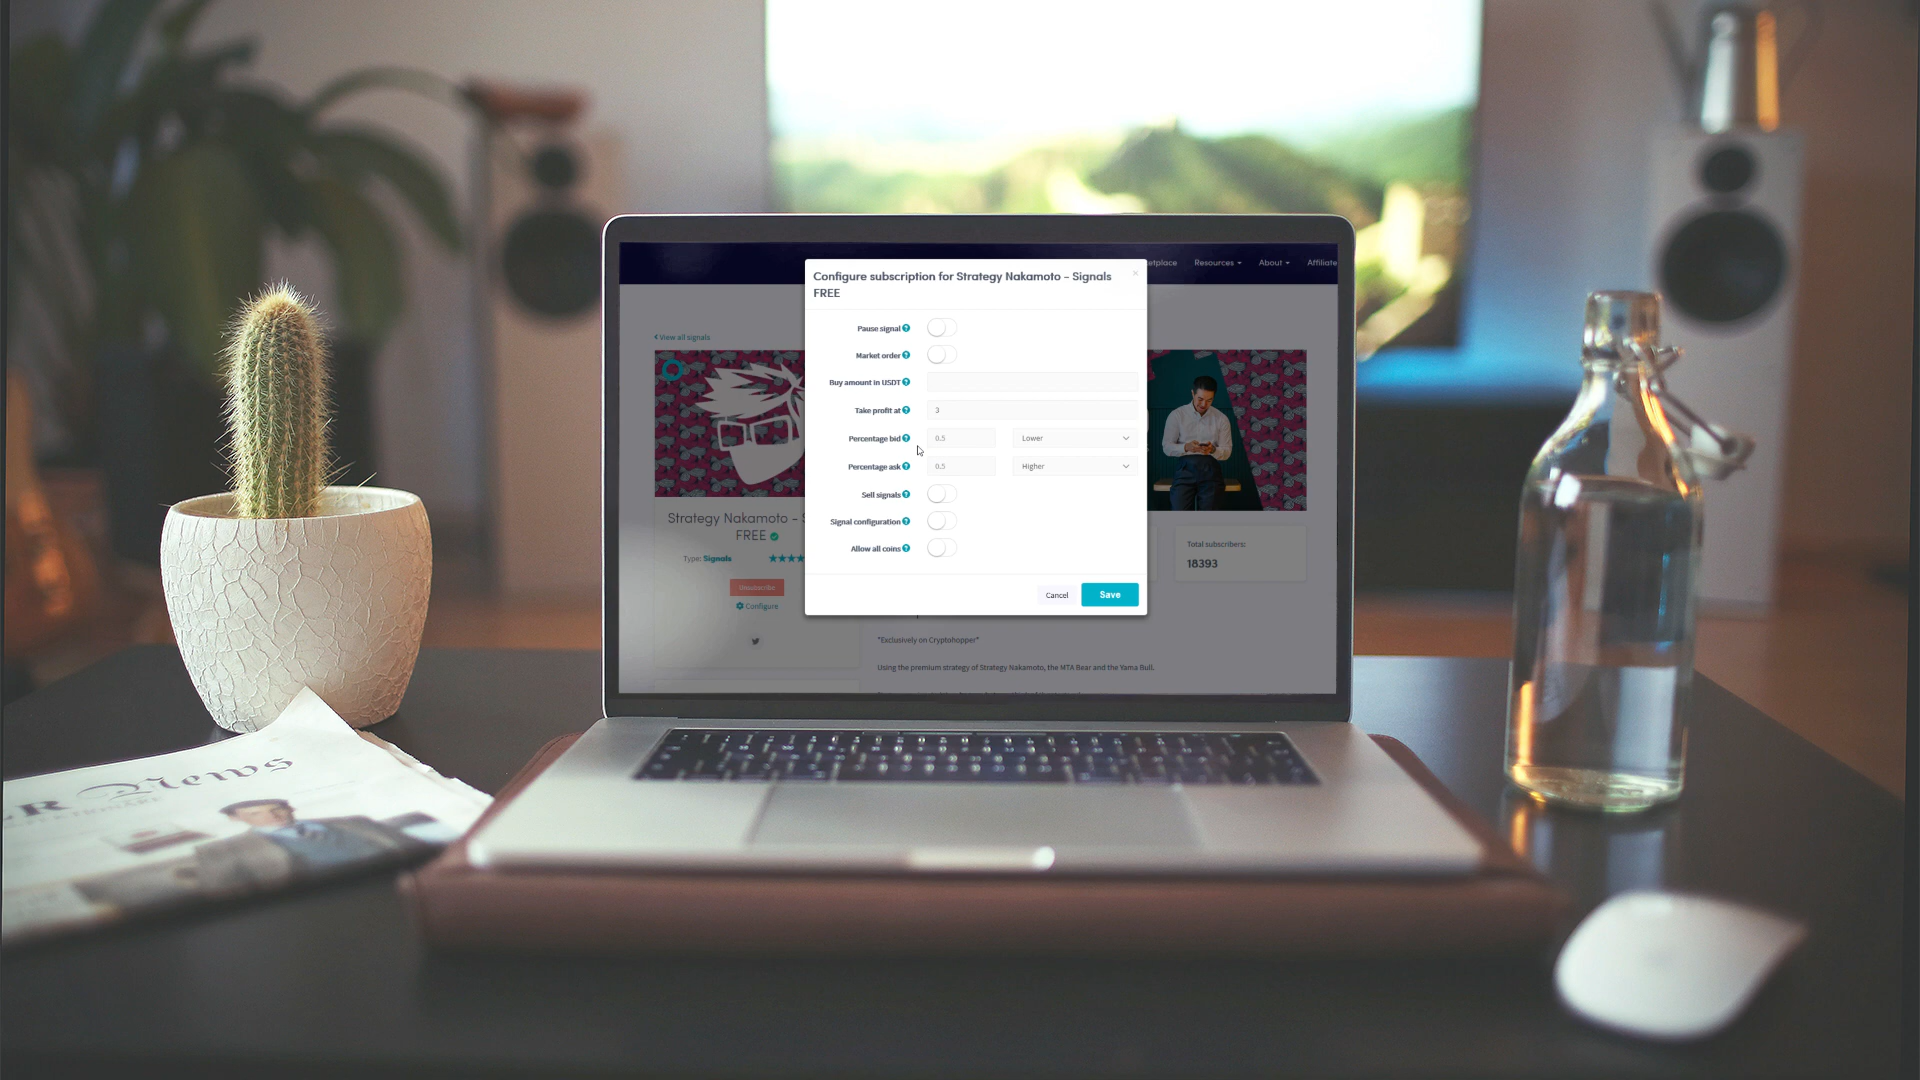 etplace Resources About Affiliate
Configure subscription for Strategy Nakamoto - Signals
FREE
×
View all signals
Pause signal ?
Market order ?
Buy amount in USDT ?
Take profit at ? 3
Percentage bid ? 0.5 Lower
Percentage ask ? 0.5 Higher
Sell signals ?
Signal configuration ?
Allow all coins ?
Cancel Save
Strategy Nakamoto - S
FREE
Type: Signals
Unsubscribe
Configure
Total subscribers:
18393
"Exclusively on Cryptohopper"
Using the premium strategy of Strategy Nakamoto, the MTA Bear and the Yama Bull.
R News